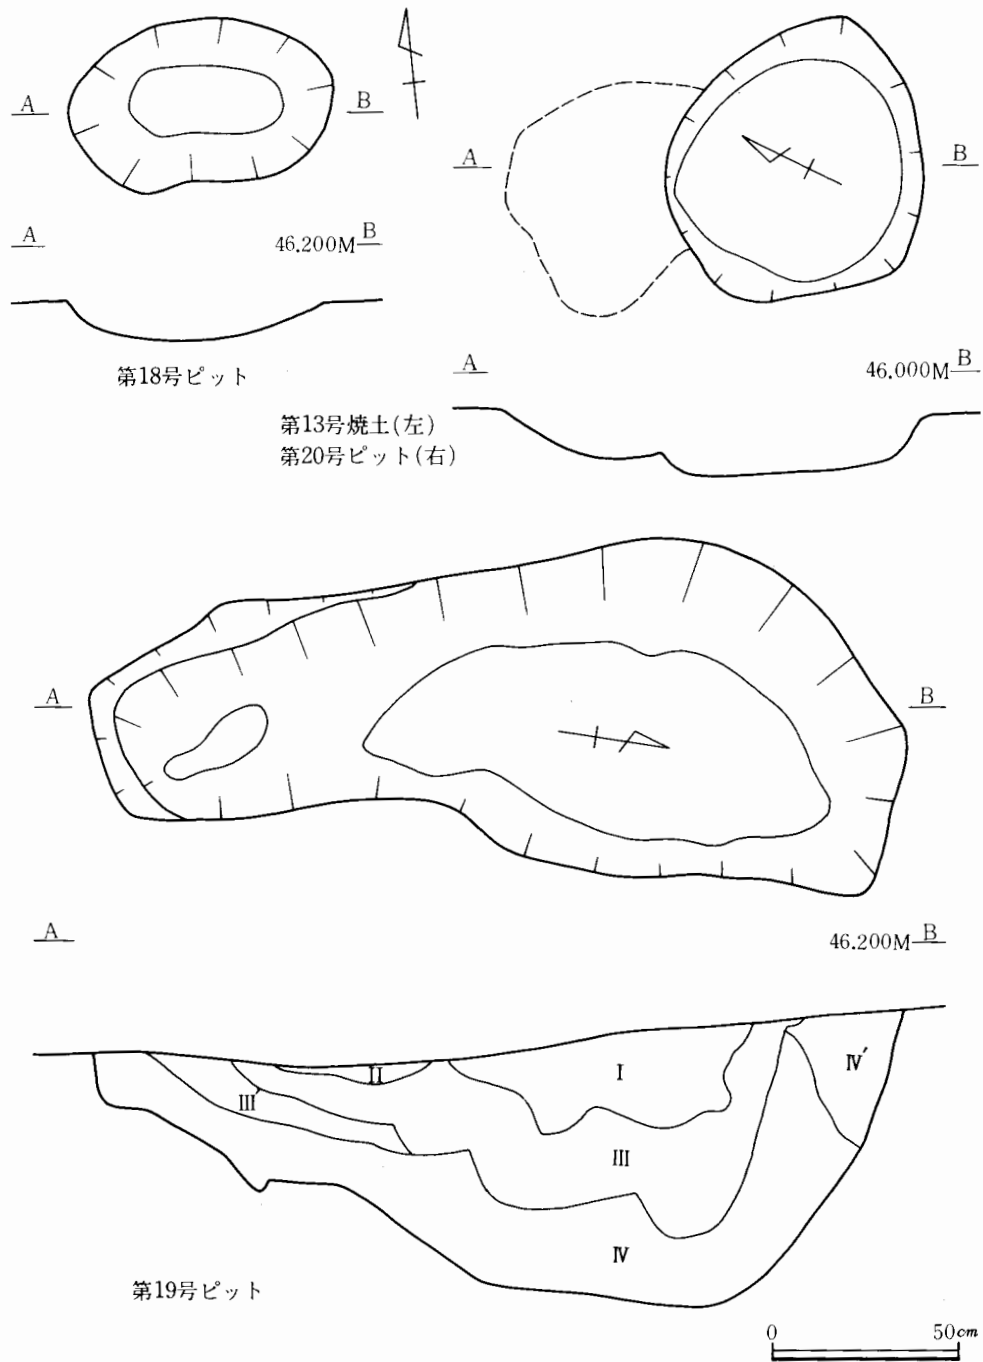 A B
A 46.200M B
第18号ピット
A B
A 46.000M B
第13号焼土(左)
第20号ピット(右)
A B
A 46.200M B
I
II
III'
III
IV
IV'
第19号ピット
0 50cm